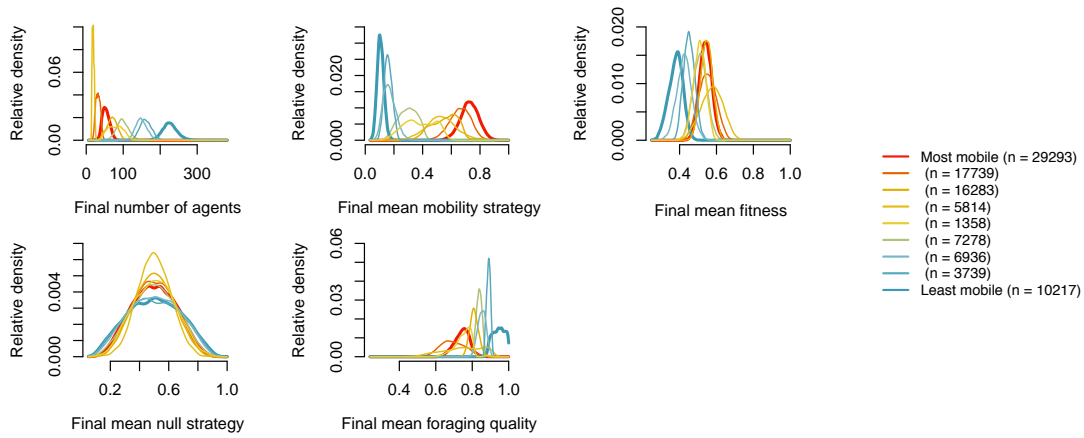 Relative density
0.00
0.06
0
100
300
Final number of agents
Relative density
0.00
0.020
0.0
0.4
0.8
Final mean mobility strategy
Relative density
0.000
0.010
0.020
0.4
0.6
0.8
1.0
Final mean fitness
Relative density
0.000
0.004
0.2
0.6
1.0
Final mean null strategy
Relative density
0.00
0.03
0.06
0.4
0.6
0.8
1.0
Final mean foraging quality
Most mobile (n = 29293)
(n = 17739)
(n = 16283)
(n = 5814)
(n = 1358)
(n = 7278)
(n = 6936)
(n = 3739)
Least mobile (n = 10217)